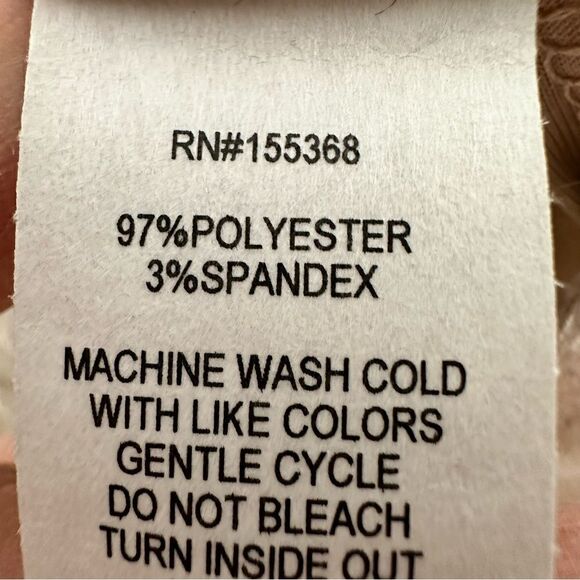 RN#155368
97%POLYESTER
3%SPANDEX
MACHINE WASH COLD
WITH LIKE COLORS
GENTLE CYCLE
DO NOT BLEACH
TURN INSIDE OUT